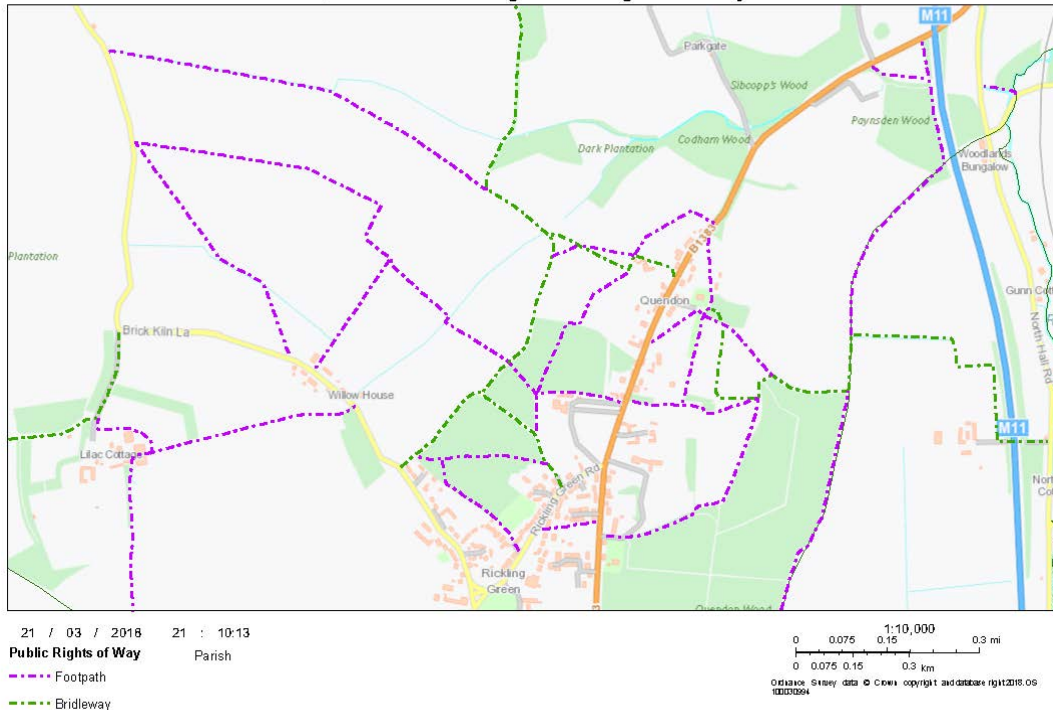 M11
Parkgate
Sibcopp's Wood
Paynsden Wood
Codham Wood
Dark Plantation
Woodlands
Bungalow
B1383
Plantation
Quendon
Gunn Cott
North Hall Rd
Brick Kiln La
Willow House
M11
Lilac Cottage
North
Cott
Rickling Green Rd
Rickling
Green
Quendon Wood
21 / 03 / 2018 21 : 10:13
Public Rights of Way Parish
Footpath
Bridleway
1:10,000
0 0.075 0.15 0.3 mi
0 0.075 0.15 0.3 Km
Ordnance Survey data © Crown copyright and database right 2018. OS
100030994